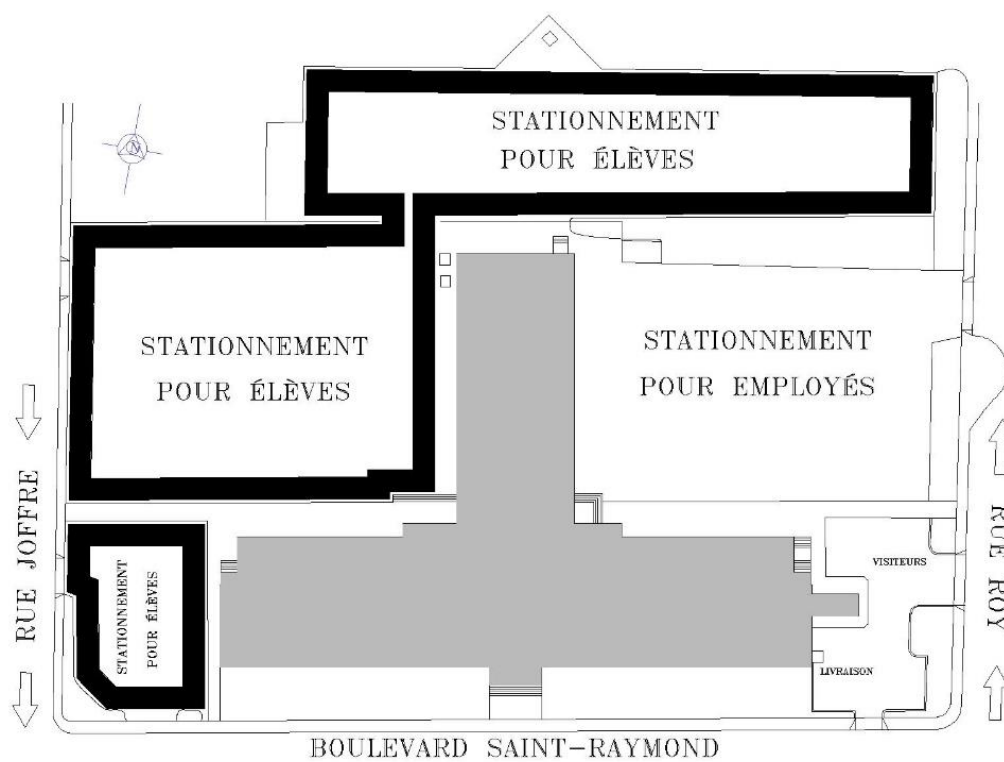 STATIONNEMENT
POUR ÉLÈVES
STATIONNEMENT
POUR ÉLÈVES
STATIONNEMENT
POUR EMPLOYÉS
RUE JOFFRE
RUE ROY
STATIONNEMENT
POUR ÉLÈVES
VISITEURS
LIVRAISON
BOULEVARD SAINT-RAYMOND